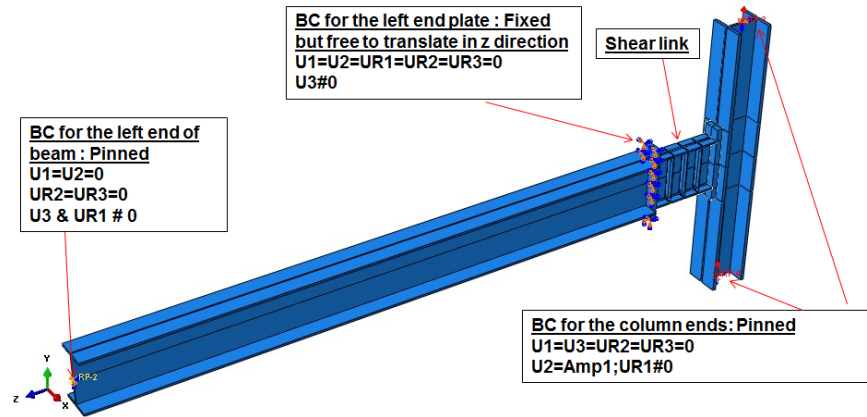 BC for the left end plate : Fixed
but free to translate in z direction
U1=U2=UR1=UR2=UR3=0
U3#0
Shear link
BC for the left end of
beam : Pinned
U1=U2=0
UR2=UR3=0
U3 & UR1 # 0
BC for the column ends: Pinned
U1=U3=UR2=UR3=0
U2=Amp1;UR1#0
RP-2
Y
Z
X